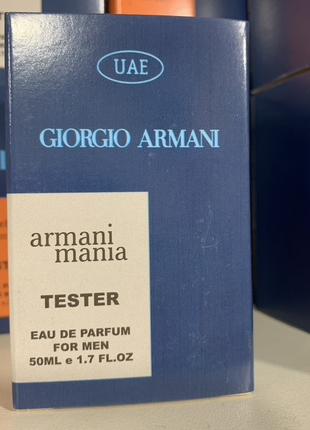 UAE
GIORGIO ARMANI
armani
mania
TESTER
EAU DE PARFUM
FOR MEN
50ML e 1.7 FL.OZ